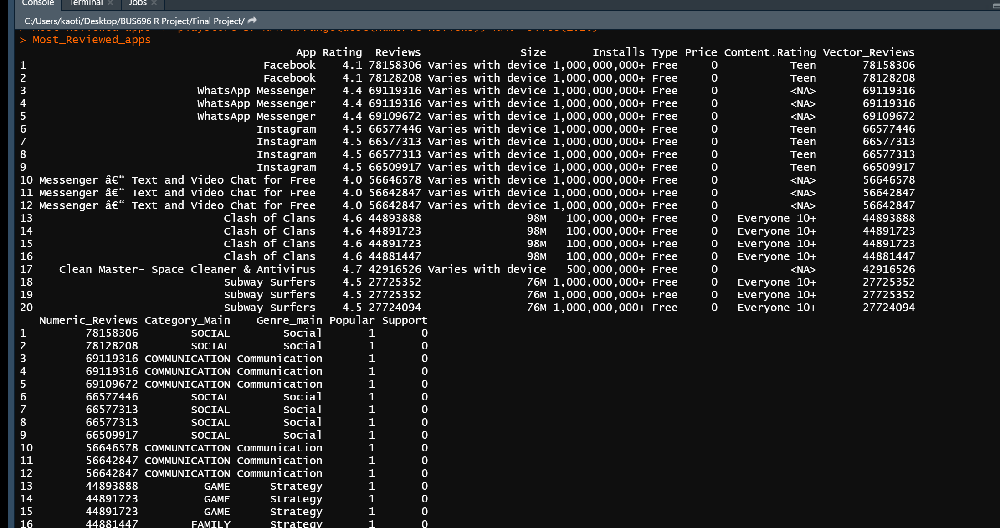 Console Terminal Jobs
C:/Users/kaoti/Desktop/BUS696 R Project/Final Project/
> Most_Reviewed_apps
App Rating Reviews Size Installs Type Price Content.Rating Vector_Reviews
1 Facebook 4.1 78158306 Varies with device 1,000,000,000+ Free 0 Teen 78158306
2 Facebook 4.1 78128208 Varies with device 1,000,000,000+ Free 0 Teen 78128208
3 WhatsApp Messenger 4.4 69119316 Varies with device 1,000,000,000+ Free 0 <NA> 69119316
4 WhatsApp Messenger 4.4 69119316 Varies with device 1,000,000,000+ Free 0 <NA> 69119316
5 WhatsApp Messenger 4.4 69109672 Varies with device 1,000,000,000+ Free 0 <NA> 69109672
6 Instagram 4.5 66577446 Varies with device 1,000,000,000+ Free 0 Teen 66577446
7 Instagram 4.5 66577313 Varies with device 1,000,000,000+ Free 0 Teen 66577313
8 Instagram 4.5 66577313 Varies with device 1,000,000,000+ Free 0 Teen 66577313
9 Instagram 4.5 66509917 Varies with device 1,000,000,000+ Free 0 Teen 66509917
10 Messenger â€“ Text and Video Chat for Free 4.0 56646578 Varies with device 1,000,000,000+ Free 0 <NA> 56646578
11 Messenger â€“ Text and Video Chat for Free 4.0 56642847 Varies with device 1,000,000,000+ Free 0 <NA> 56642847
12 Messenger â€“ Text and Video Chat for Free 4.0 56642847 Varies with device 1,000,000,000+ Free 0 <NA> 56642847
13 Clash of Clans 4.6 44893888 98M 100,000,000+ Free 0 Everyone 10+ 44893888
14 Clash of Clans 4.6 44891723 98M 100,000,000+ Free 0 Everyone 10+ 44891723
15 Clash of Clans 4.6 44891723 98M 100,000,000+ Free 0 Everyone 10+ 44891723
16 Clash of Clans 4.6 44881447 98M 100,000,000+ Free 0 Everyone 10+ 44881447
17 Clean Master- Space Cleaner & Antivirus 4.7 42916526 Varies with device 500,000,000+ Free 0 <NA> 42916526
18 Subway Surfers 4.5 27725352 76M 1,000,000,000+ Free 0 Everyone 10+ 27725352
19 Subway Surfers 4.5 27725352 76M 1,000,000,000+ Free 0 Everyone 10+ 27725352
20 Subway Surfers 4.5 27724094 76M 1,000,000,000+ Free 0 Everyone 10+ 27724094
Numeric_Reviews Category_Main Genre_main Popular Support
1 78158306 SOCIAL Social 1 0
2 78128208 SOCIAL Social 1 0
3 69119316 COMMUNICATION Communication 1 0
4 69119316 COMMUNICATION Communication 1 0
5 69109672 COMMUNICATION Communication 1 0
6 66577446 SOCIAL Social 1 0
7 66577313 SOCIAL Social 1 0
8 66577313 SOCIAL Social 1 0
9 66509917 SOCIAL Social 1 0
10 56646578 COMMUNICATION Communication 1 0
11 56642847 COMMUNICATION Communication 1 0
12 56642847 COMMUNICATION Communication 1 0
13 44893888 GAME Strategy 1 0
14 44891723 GAME Strategy 1 0
15 44891723 GAME Strategy 1 0
16 44881447 FAMILY Strategy 1 0